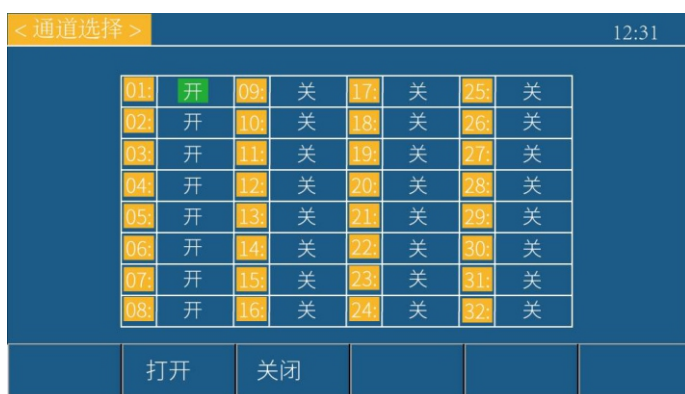 <通道选择> 12:31
01: 开 09: 关 17: 关 25: 关
02: 开 10: 关 18: 关 26: 关
03: 开 11: 关 19: 关 27: 关
04: 开 12: 关 20: 关 28: 关
05: 开 13: 关 21: 关 29: 关
06: 开 14: 关 22: 关 30: 关
07: 开 15: 关 23: 关 31: 关
08: 开 16: 关 24: 关 32: 关
打开 关闭